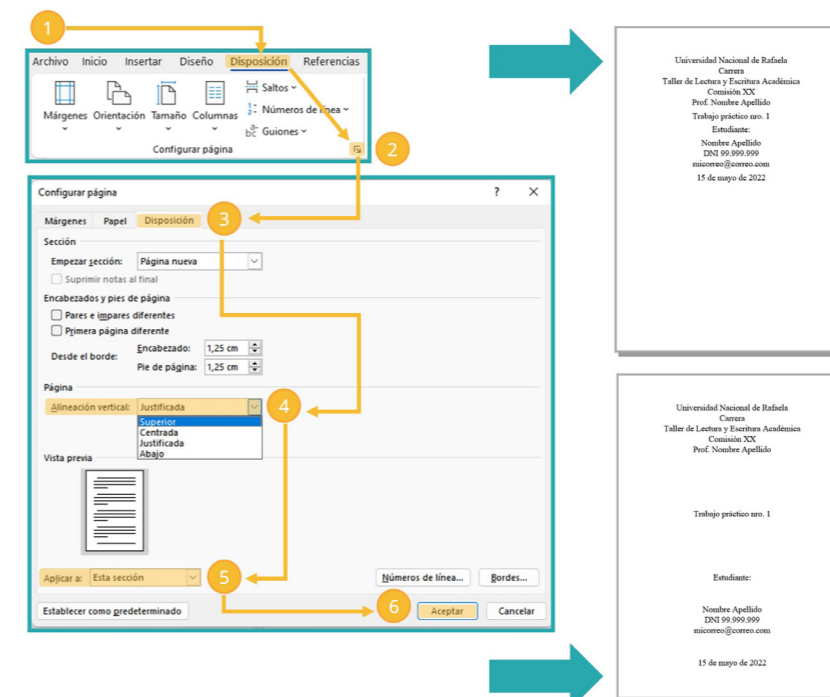 1
Archivo Inicio Insertar Diseño Disposición Referencias
Márgenes Orientación Tamaño Columnas
Saltos
Números de línea
Guiones
Configurar página
2
Configurar página ? X
Márgenes Papel Disposición 3
Sección
Empezar sección: Página nueva
Suprimir notas al final
Encabezados y pies de página
Pares e impares diferentes
Primera página diferente
Desde el borde:
Encabezado: 1,25 cm
Pie de página: 1,25 cm
Página
Alineación vertical: Justificada 4
Superior
Centrada
Justificada
Abajo
Vista previa
Aplicar a: Esta sección 5
Números de línea... Bordes...
Establecer como predeterminado 6 Aceptar Cancelar
Universidad Nacional de Rafaela
Carrera
Taller de Lectura y Escritura Académica
Comisión XX
Prof. Nombre Apellido
Trabajo práctico nro. 1
Estudiante:
Nombre Apellido
DNI 99.999.999
micorreo@correo.com
15 de mayo de 2022
Universidad Nacional de Rafaela
Carrera
Taller de Lectura y Escritura Académica
Comisión XX
Prof. Nombre Apellido
Trabajo práctico nro. 1
Estudiante:
Nombre Apellido
DNI 99.999.999
micorreo@correo.com
15 de mayo de 2022